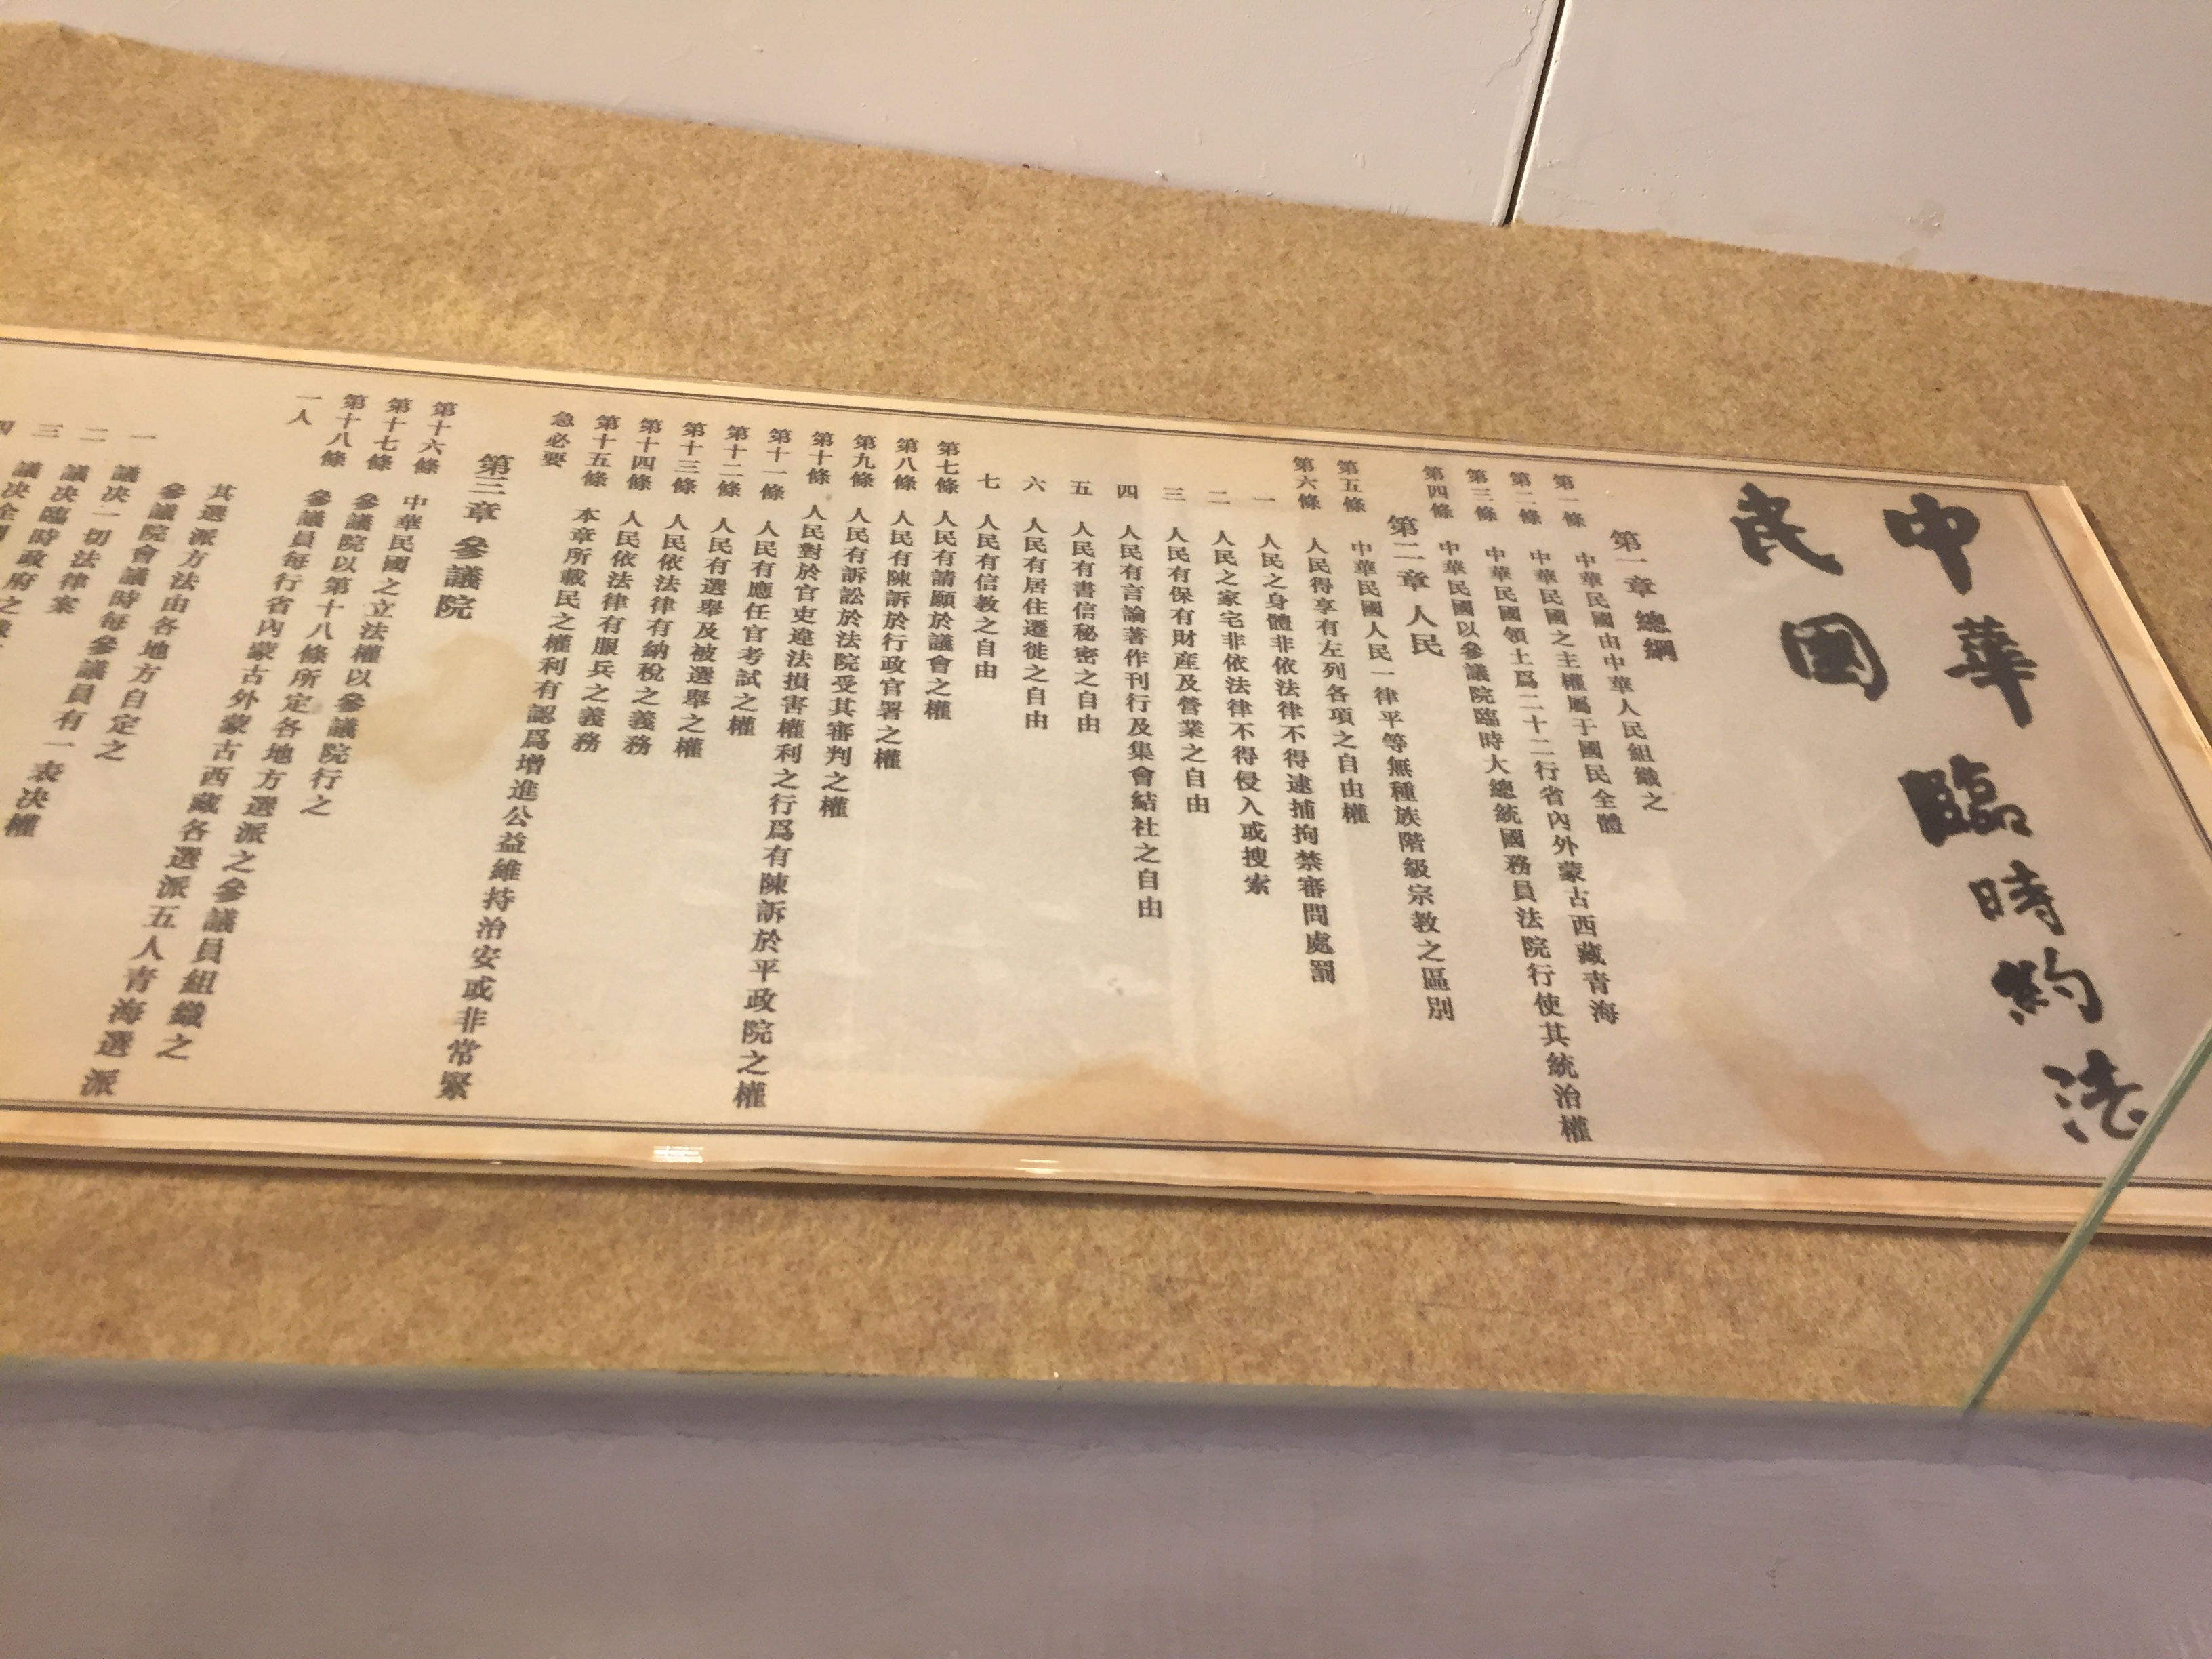 中華
民國
臨時約法
第一章 總綱
第一條 中華民國由中華人民組織之
第二條 中華民國之主權屬于國民全體
第三條 中華民國領土爲二十二行省內外蒙古西藏青海
第四條 中華民國以參議院臨時大總統國務員法院行使其統治權
第二章 人民
第五條 中華民國人民一律平等無種族階級宗教之區別
第六條 人民得享有左列各項之自由權
一 人民之身體非依法律不得逮捕拘禁審問處罰
二 人民之家宅非依法律不得侵入或搜索
三 人民有保有財産及營業之自由
四 人民有言論著作刊行及集會結社之自由
五 人民有書信秘密之自由
六 人民有居住遷徙之自由
七 人民有信教之自由
第七條 人民有請願於議會之權
第八條 人民有陳訴於行政官署之權
第九條 人民有訴訟於法院受其審判之權
第十條 人民對於官吏違法損害權利之行爲有陳訴於平政院之權
第十一條 人民有應任官考試之權
第十二條 人民有選舉及被選舉之權
第十三條 人民依法律有納稅之義務
第十四條 人民依法律有服兵之義務
第十五條 本章所載民之權利有認爲增進公益維持治安或非常緊
急必要
第三章 參議院
第十六條 中華民國之立法權以參議院行之
第十七條 參議院以第十八條所定各地方選派之參議員組織之
第十八條 參議員每行省內蒙古外蒙古西藏各選派五人青海選派
一人
其選派方法由各地方自定之
參議院會議時每參議員有一表决權
一 議决一切法律案
二 議决臨時政府之
三 議决全
四